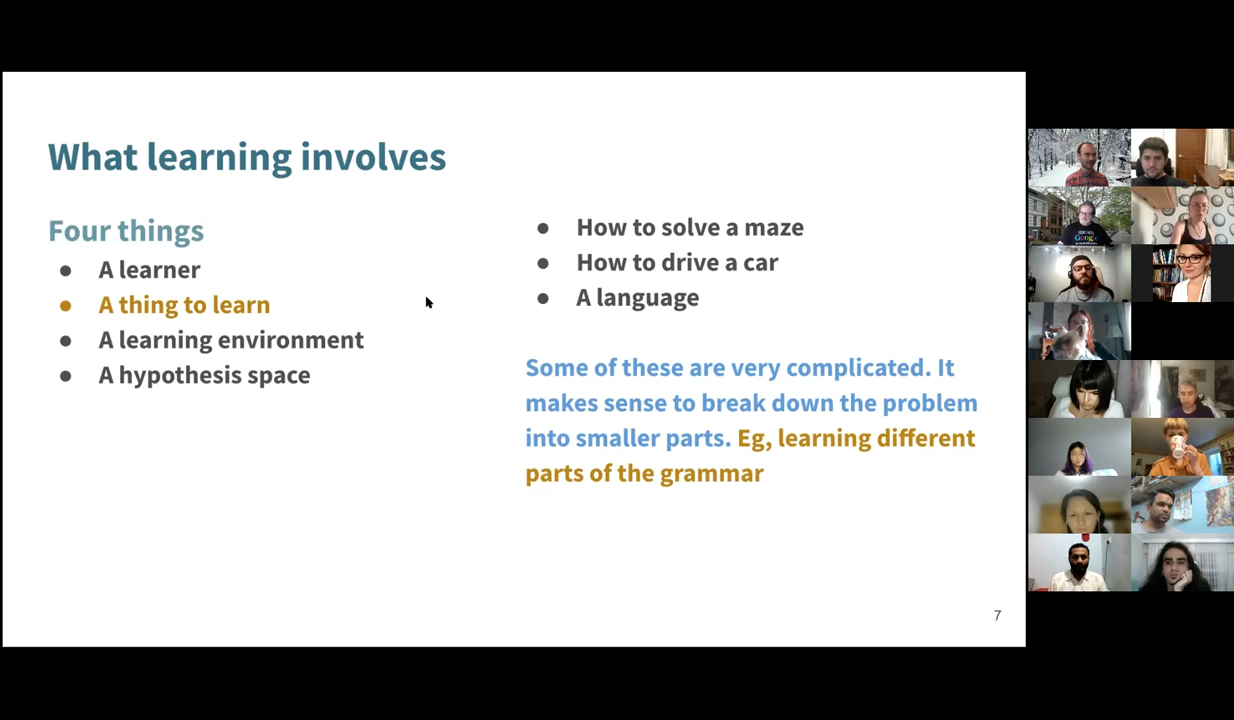 What learning involves
Four things
● A learner
● A thing to learn
● A learning environment
● A hypothesis space
● How to solve a maze
● How to drive a car
● A language
Some of these are very complicated. It
makes sense to break down the problem
into smaller parts. Eg, learning different
parts of the grammar
7
Google